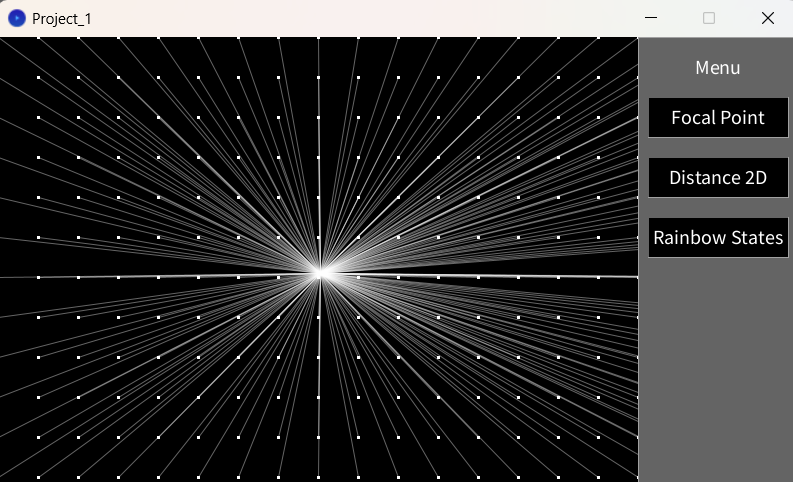 Project_1
Menu
Focal Point
Distance 2D
Rainbow States